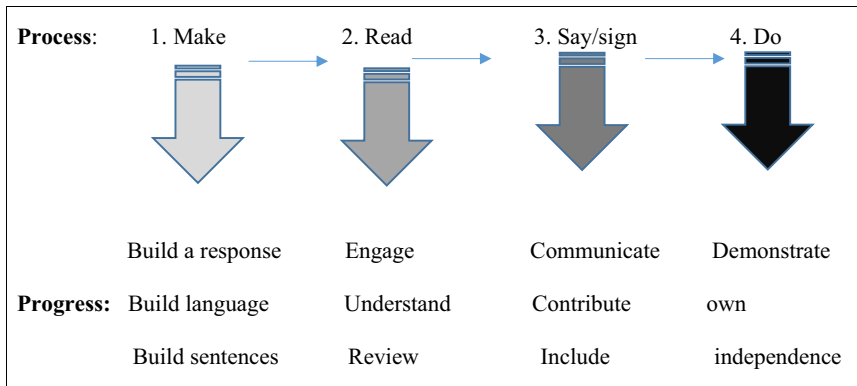 Process: 1. Make 2. Read 3. Say/sign 4. Do
Build a response Engage Communicate Demonstrate
Progress: Build language Understand Contribute own
Build sentences Review Include independence